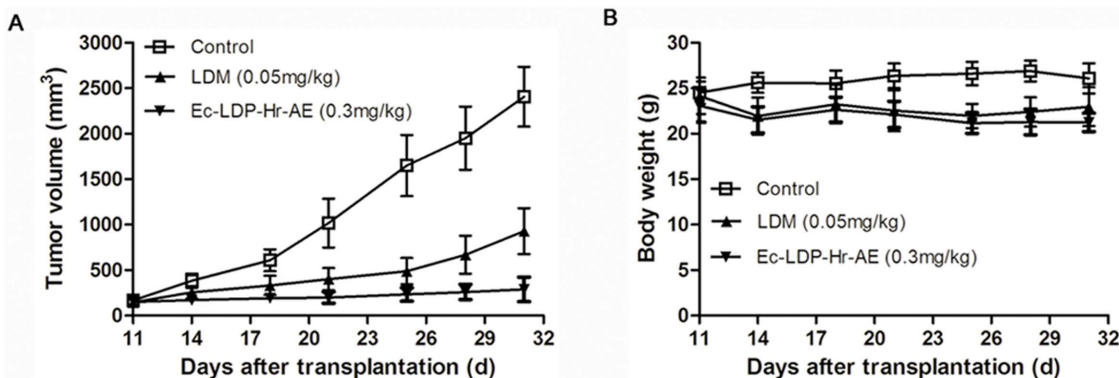 A
Tumor volume (mm³)
3000
2500
2000
1500
1000
500
0
Control
LDM (0.05mg/kg)
Ec-LDP-Hr-AE (0.3mg/kg)
11 14 17 20 23 26 29 32
Days after transplantation (d)
B
Body weight (g)
30
25
20
15
10
5
0
Control
LDM (0.05mg/kg)
Ec-LDP-Hr-AE (0.3mg/kg)
11 14 17 20 23 26 29 32
Days after transplantation (d)